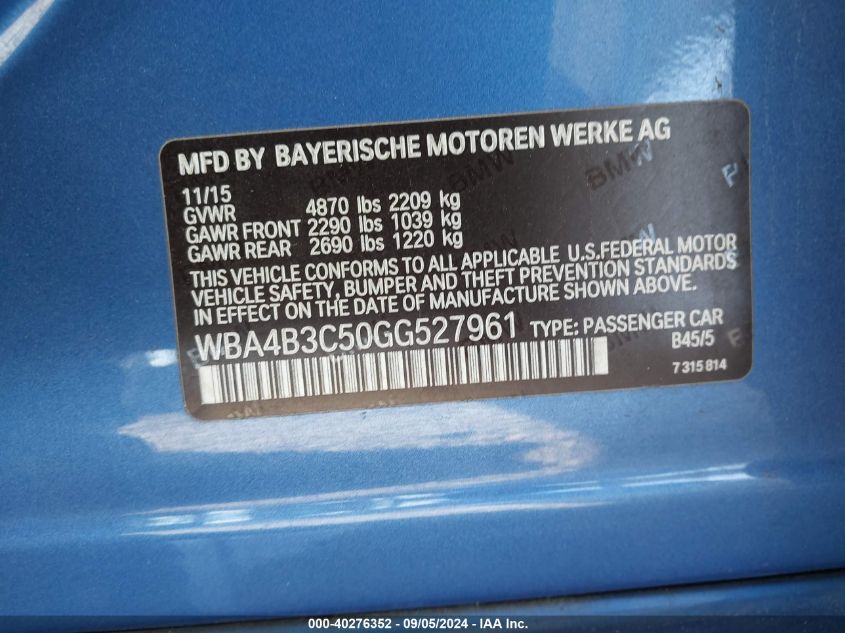 MFD BY BAYERISCHE MOTOREN WERKE AG
11/15
GVWR 4870 lbs 2209 kg
GAWR FRONT 2290 lbs 1039 kg
GAWR REAR 2690 lbs 1220 kg
THIS VEHICLE CONFORMS TO ALL APPLICABLE U.S.FEDERAL MOTOR
VEHICLE SAFETY, BUMPER AND THEFT PREVENTION STANDARDS
IN EFFECT ON THE DATE OF MANUFACTURE SHOWN ABOVE.
WBA4B3C50GG527961 TYPE: PASSENGER CAR
B45/5
7 315 814
000-40276352 - 09/05/2024 - IAA Inc.